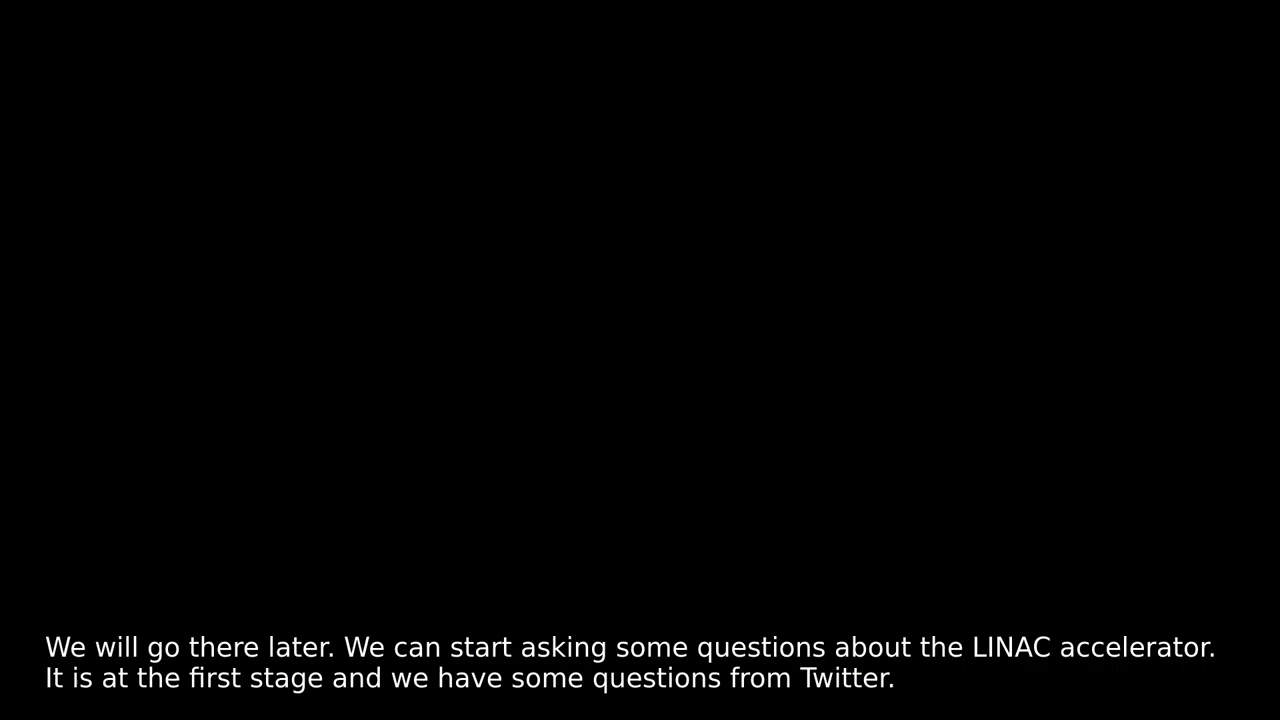 We will go there later. We can start asking some questions about the LINAC accelerator.
It is at the first stage and we have some questions from Twitter.